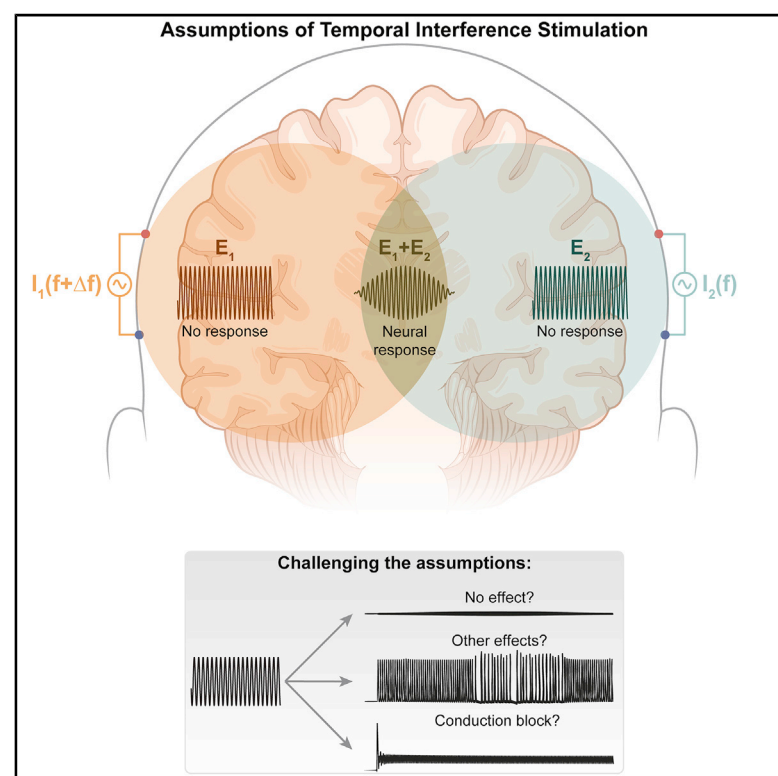 Assumptions of Temporal Interference Stimulation
E₁
E₁+E₂
E₂
I₁(f+Δf)
I₂(f)
No response
Neural
response
No response
Challenging the assumptions:
No effect?
Other effects?
Conduction block?